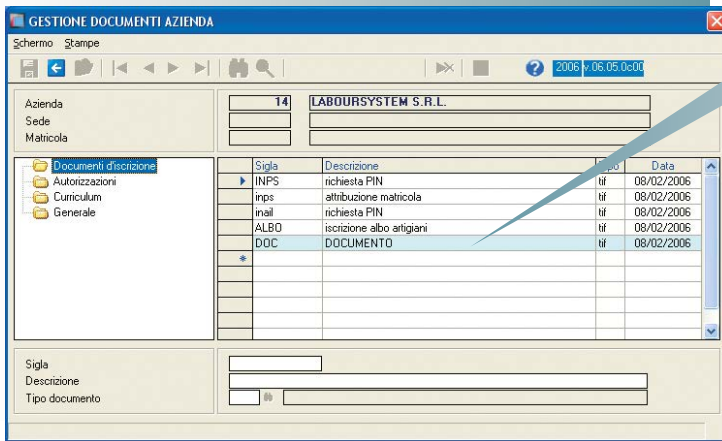 GESTIONE DOCUMENTI AZIENDA
Schermo Stampe
2006 v.06.05.0c00
Azienda 14 LABOURSYSTEM S.R.L.
Sede
Matricola
Documenti d'iscrizione
Autorizzazioni
Curriculum
Generale
Sigla Descrizione Data
INPS richiesta PIN tif 08/02/2006
inps attribuzione matricola tif 08/02/2006
inail richiesta PIN tif 08/02/2006
ALBO iscrizione albo artigiani tif 08/02/2006
DOC DOCUMENTO tif 08/02/2006
Sigla
Descrizione
Tipo documento